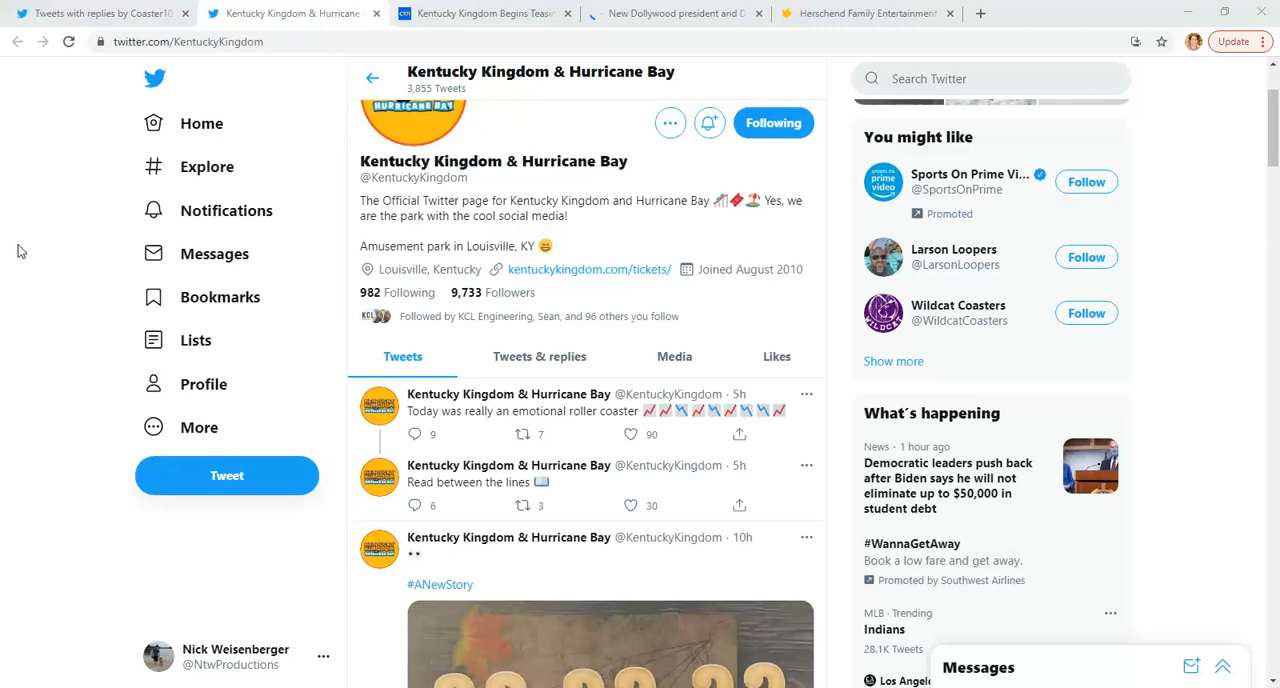 Tweets with replies by Coaster10
Kentucky Kingdom & Hurricane
Kentucky Kingdom Begins Teasin
New Dollywood president and D
Herschend Family Entertainment
twitter.com/KentuckyKingdom
Update
Home
Explore
Notifications
Messages
Bookmarks
Lists
Profile
More
Tweet
Nick Weisenberger
@NtwProductions
Kentucky Kingdom & Hurricane Bay
3,855 Tweets
HURRICANE BAY
Following
Kentucky Kingdom & Hurricane Bay
@KentuckyKingdom
The Official Twitter page for Kentucky Kingdom and Hurricane Bay 🎢🎟️🏖️ Yes, we
are the park with the cool social media!
Amusement park in Louisville, KY 😄
Louisville, Kentucky kentuckykingdom.com/tickets/ Joined August 2010
982 Following 9,733 Followers
KCL
Followed by KCL Engineering, Sean, and 96 others you follow
Tweets Tweets & replies Media Likes
Kentucky Kingdom & Hurricane Bay @KentuckyKingdom · 5h
Today was really an emotional roller coaster 📈📈📉📈📉📈📉📉📈
9 7 90
Kentucky Kingdom & Hurricane Bay @KentuckyKingdom · 5h
Read between the lines 📖
6 3 30
Kentucky Kingdom & Hurricane Bay @KentuckyKingdom · 10h
👀
#ANewStory
Search Twitter
You might like
Sports On Prime Vi...
@SportsOnPrime
Follow
Promoted
Larson Loopers
@LarsonLoopers
Follow
Wildcat Coasters
@WildcatCoasters
Follow
Show more
What's happening
News · 1 hour ago
Democratic leaders push back
after Biden says he will not
eliminate up to $50,000 in
student debt
#WannaGetAway
Book a low fare and get away.
Promoted by Southwest Airlines
MLB · Trending
Indians
28.1K Tweets
Los Angele
Messages